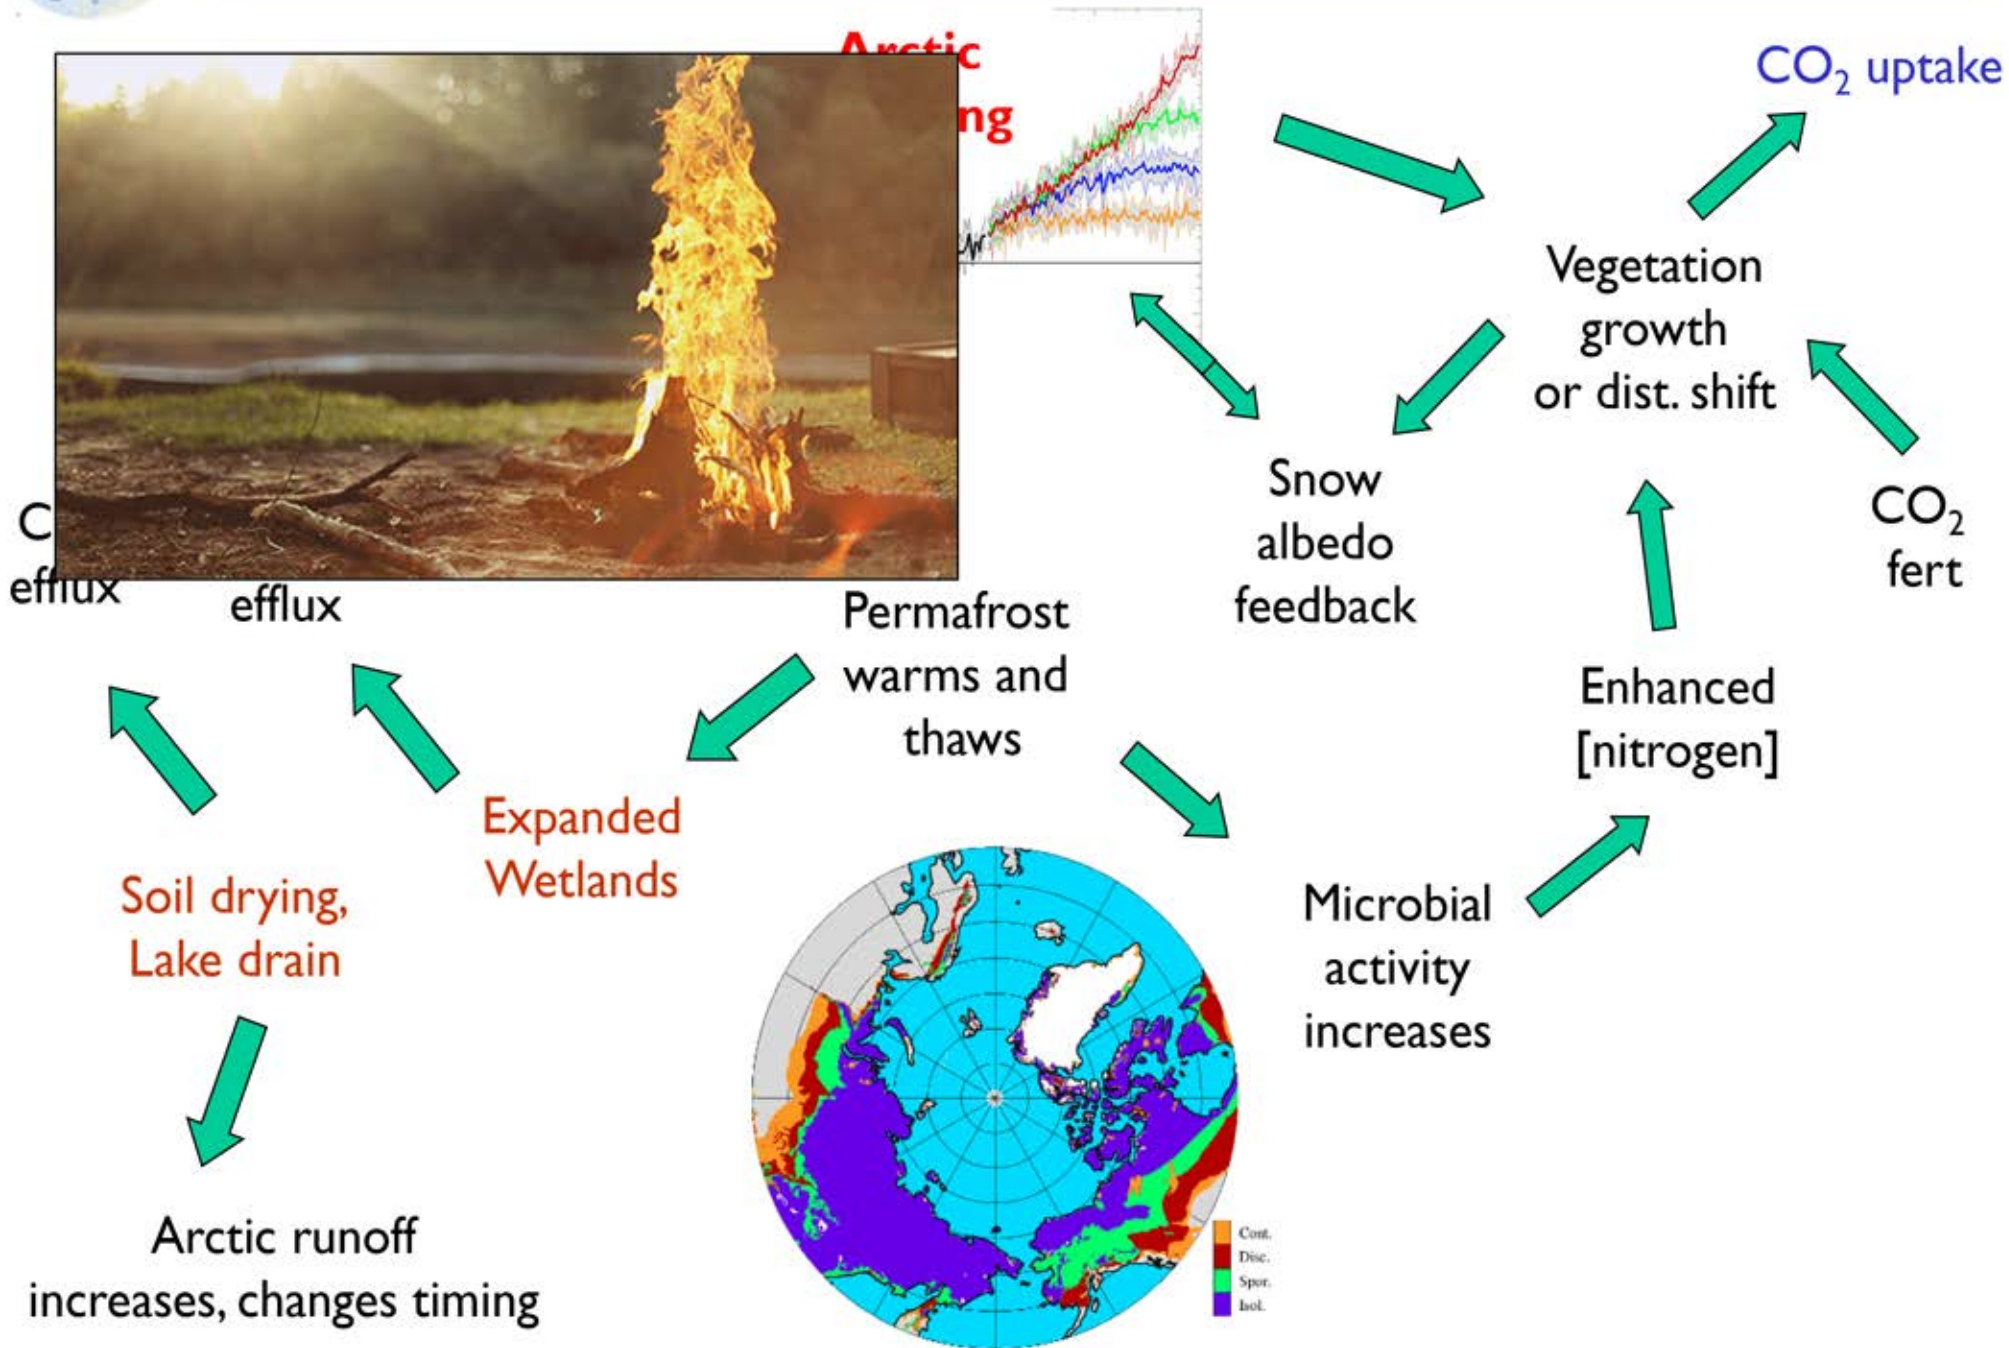 Arctic
CO₂ uptake
Vegetation
growth
or dist. shift
Snow
albedo
feedback
CO₂
fert
efflux
efflux
Permafrost
warms and
thaws
Enhanced
[nitrogen]
Expanded
Wetlands
Soil drying,
Lake drain
Microbial
activity
increases
Arctic runoff
increases, changes timing
Cont.
Disc.
Spor.
Isol.